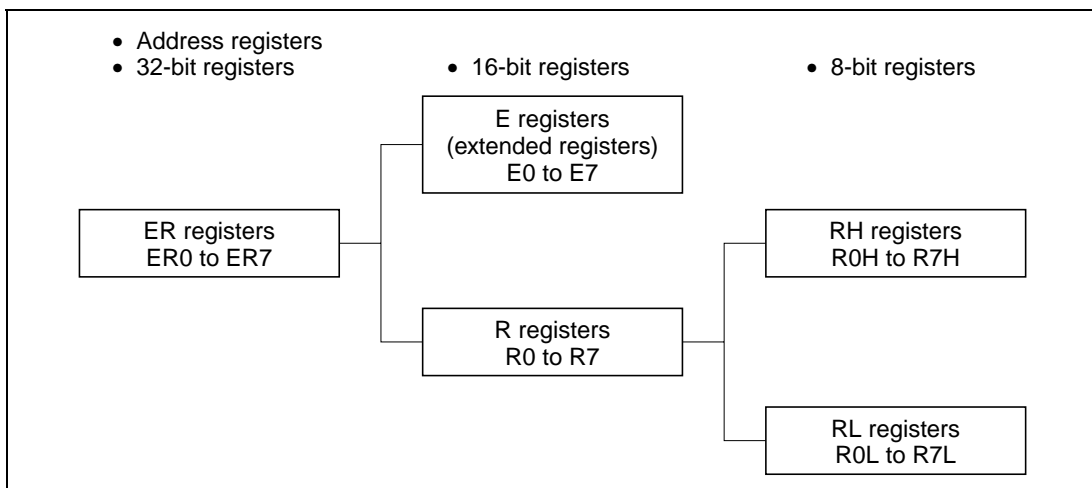 • Address registers
• 32-bit registers
• 16-bit registers
• 8-bit registers
E registers
(extended registers)
E0 to E7
ER registers
ER0 to ER7
RH registers
R0H to R7H
R registers
R0 to R7
RL registers
R0L to R7L